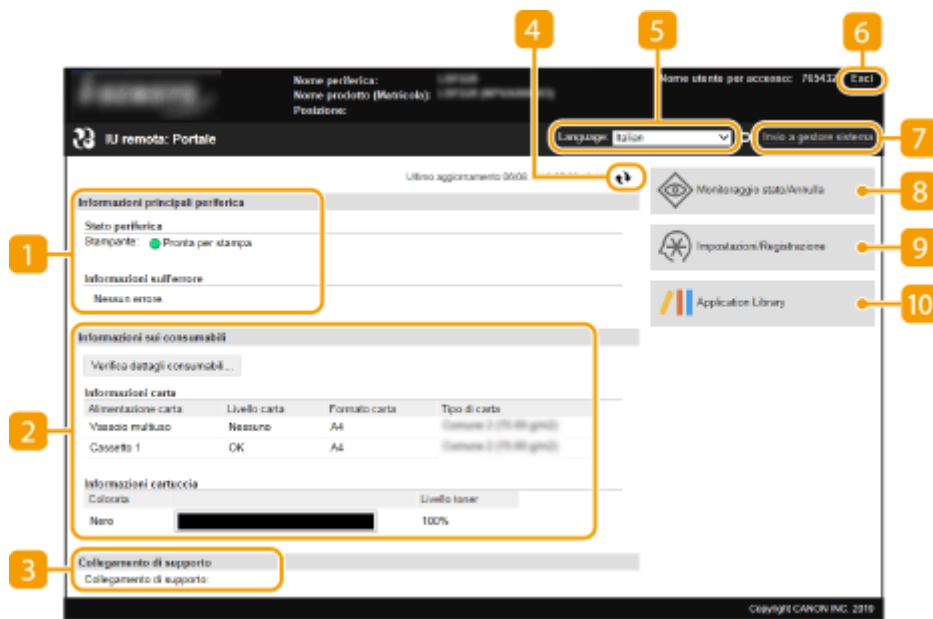 4
5
6
Nome periferica:
Nome prodotto (Matricola):
Posizione:
Nome utente per accesso: 765432
Esci
IU remota: Portale
Language: Italian
Invio a gestore sistema
7
Ultimo aggiornamento 06/08
Informazioni principali periferica
Stato periferica
Stampante: Pronta per stampa
Informazioni sull'errore
Nessun errore.
1
Monitoraggio stato/Annulla
8
Impostazioni/Registrazione
9
Application Library
10
Informazioni sui consumabili
Verifica dettagli consumabili...
Informazioni carta
Alimentazione carta Livello carta Formato carta Tipo di carta
Vassoio multiuso Nessuno A4
Cassetto 1 OK A4
2
Informazioni cartuccia
Colorata Livello toner
Nero 100%
Collegamento di supporto
Collegamento di supporto:
3
Copyright CANON INC. 2019